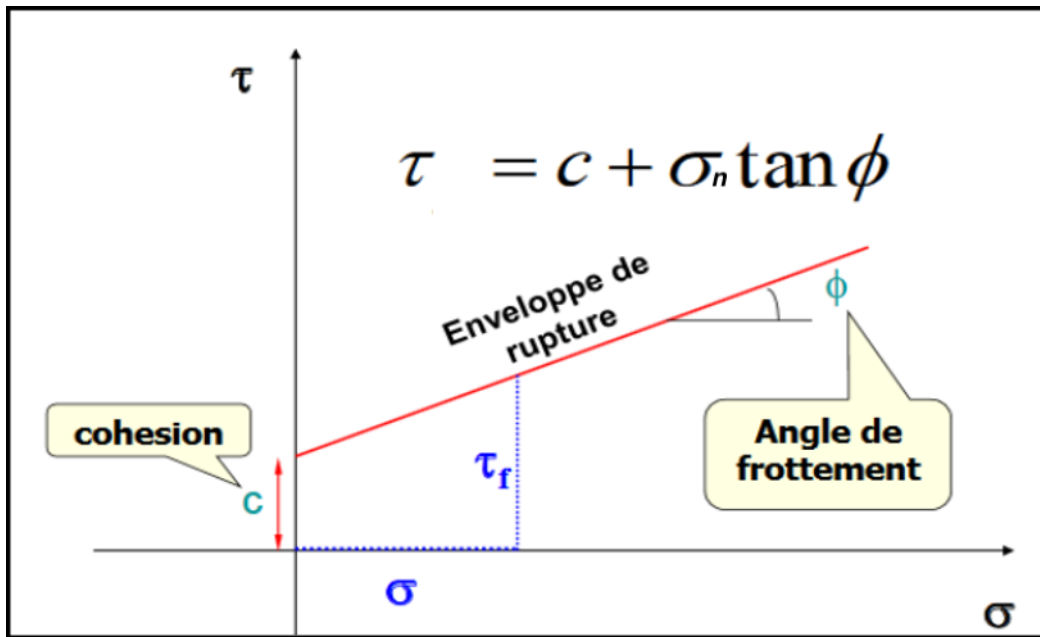 τ
τ = c + σn tan ϕ
Enveloppe de
rupture
ϕ
cohesion
Angle de
frottement
τf
C
σ
σ